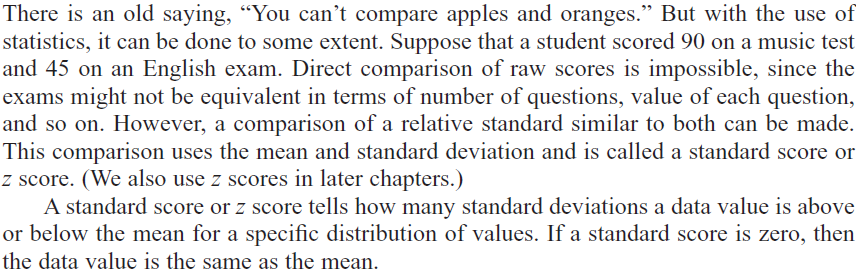 There is an old saying, “You can’t compare apples and oranges.” But with the use of
statistics, it can be done to some extent. Suppose that a student scored 90 on a music test
and 45 on an English exam. Direct comparison of raw scores is impossible, since the
exams might not be equivalent in terms of number of questions, value of each question,
and so on. However, a comparison of a relative standard similar to both can be made.
This comparison uses the mean and standard deviation and is called a standard score or
z score. (We also use z scores in later chapters.)
A standard score or z score tells how many standard deviations a data value is above
or below the mean for a specific distribution of values. If a standard score is zero, then
the data value is the same as the mean.